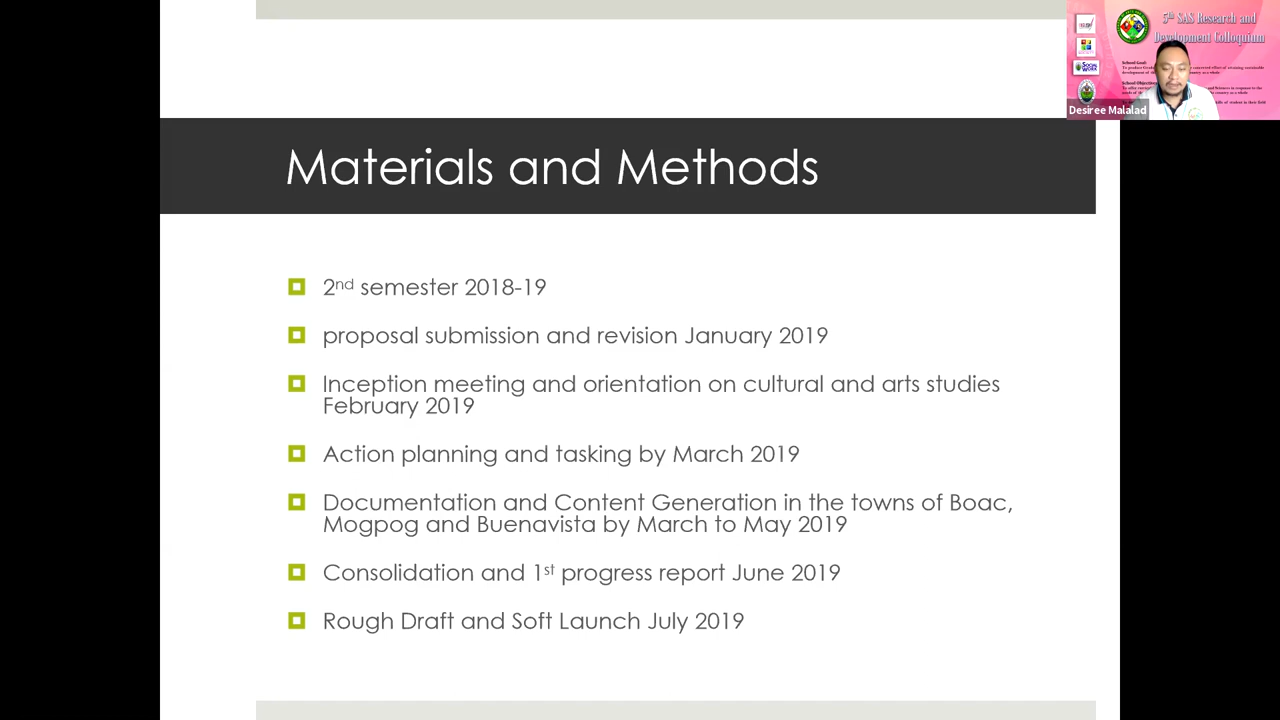 5th SAS Research and
Development Colloquium
School Goal:
Desiree Malalad
Materials and Methods
2nd semester 2018-19
proposal submission and revision January 2019
Inception meeting and orientation on cultural and arts studies
February 2019
Action planning and tasking by March 2019
Documentation and Content Generation in the towns of Boac,
Mogpog and Buenavista by March to May 2019
Consolidation and 1st progress report June 2019
Rough Draft and Soft Launch July 2019